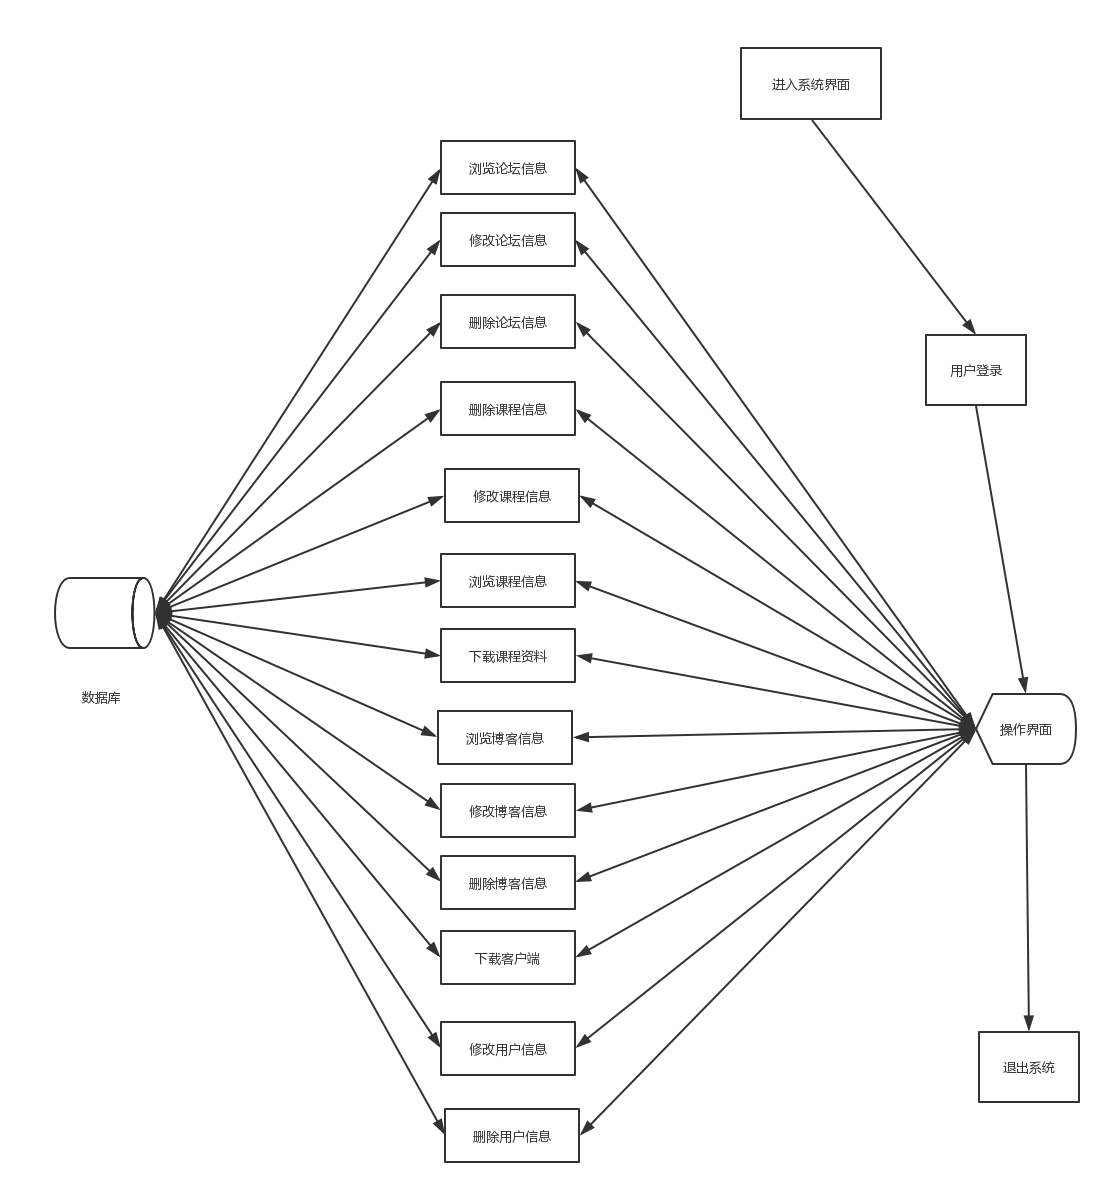 进入系统界面
浏览论坛信息
修改论坛信息
删除论坛信息
用户登录
删除课程信息
修改课程信息
浏览课程信息
下载课程资料
数据库
操作界面
浏览博客信息
修改博客信息
删除博客信息
下载客户端
修改用户信息
退出系统
删除用户信息